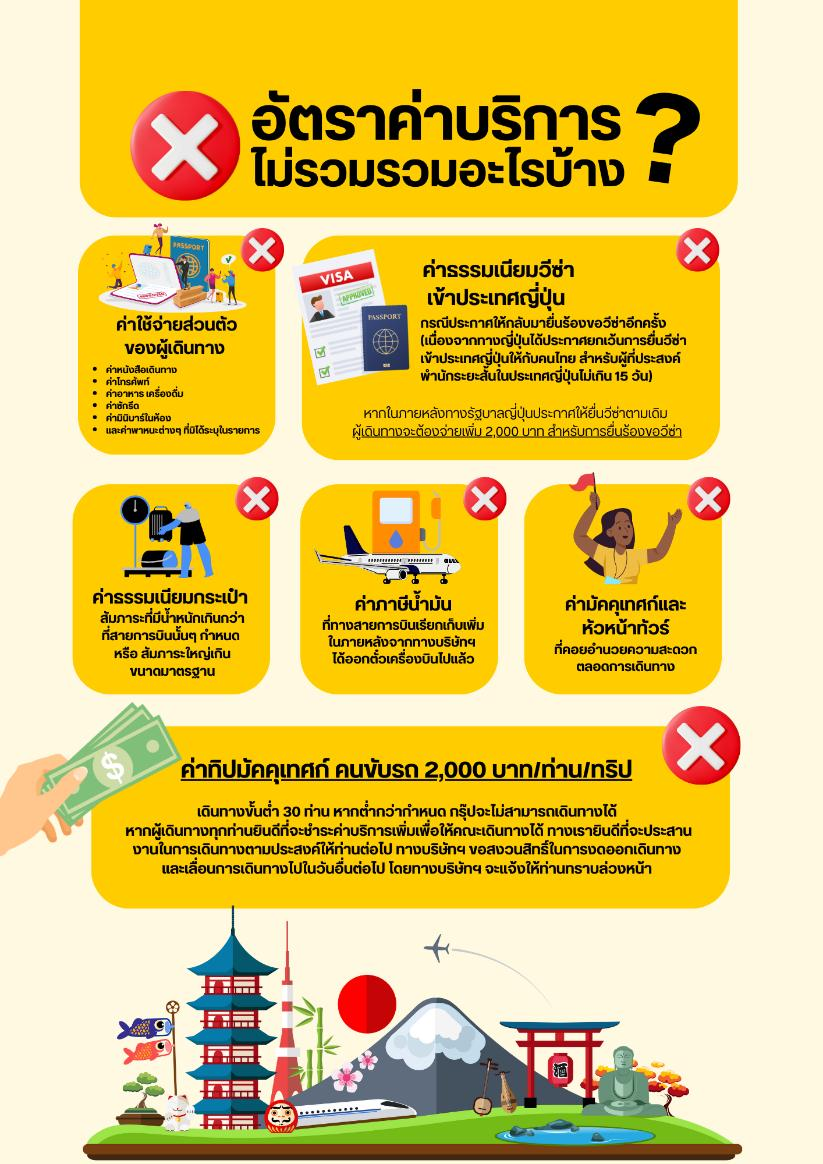 อัตราค่าบริการ
ไม่รวมรวมอะไรบ้าง
?
PASSPORT
ค่าใช้จ่ายส่วนตัว
ของผู้เดินทาง
ค่าหนังสือเดินทาง
ค่าโทรศัพท์
ค่าอาหาร เครื่องดื่ม
ค่าซักรีด
ค่ามินิบาร์ในห้อง
และค่าพาหนะต่างๆ ที่มิได้ระบุในรายการ
VISA
APPROVED
PASSPORT
ค่าธรรมเนียมวีซ่า
เข้าประเทศญี่ปุ่น
กรณีประกาศให้กลับมายื่นร้องขอวีซ่าอีกครั้ง
(เนื่องจากทางญี่ปุ่นได้ประกาศยกเว้นการยื่นวีซ่า
เข้าประเทศญี่ปุ่นให้กับคนไทย สำหรับผู้ที่ประสงค์
พำนักระยะสั้นในประเทศญี่ปุ่นไม่เกิน 15 วัน)
หากในภายหลังทางรัฐบาลญี่ปุ่นประกาศให้ยื่นวีซ่าตามเดิม
ผู้เดินทางจะต้องจ่ายเพิ่ม 2,000 บาท สำหรับการยื่นร้องขอวีซ่า
ค่าธรรมเนียมกระเป๋า
สัมภาระที่มีน้ำหนักเกินกว่า
ที่สายการบินนั้นๆ กำหนด
หรือ สัมภาระใหญ่เกิน
ขนาดมาตรฐาน
ค่าภาษีน้ำมัน
ที่ทางสายการบินเรียกเก็บเพิ่ม
ในภายหลังจากทางบริษัทฯ
ได้ออกตั๋วเครื่องบินไปแล้ว
ค่ามัคคุเทศก์และ
หัวหน้าทัวร์
ที่คอยอำนวยความสะดวก
ตลอดการเดินทาง
$
ค่าทิปมัคคุเทศก์ คนขับรถ 2,000 บาท/ท่าน/ทริป
เดินทางขั้นต่ำ 30 ท่าน หากต่ำกว่ากำหนด กรุ๊ปจะไม่สามารถเดินทางได้
หากผู้เดินทางทุกท่านยินดีที่จะชำระค่าบริการเพิ่มเพื่อให้คณะเดินทางได้ ทางเรายินดีที่จะประสาน
งานในการเดินทางตามประสงค์ให้ท่านต่อไป ทางบริษัทฯ ขอสงวนสิทธิ์ในการงดออกเดินทาง
และเลื่อนการเดินทางไปในวันอื่นต่อไป โดยทางบริษัทฯ จะแจ้งให้ท่านทราบล่วงหน้า